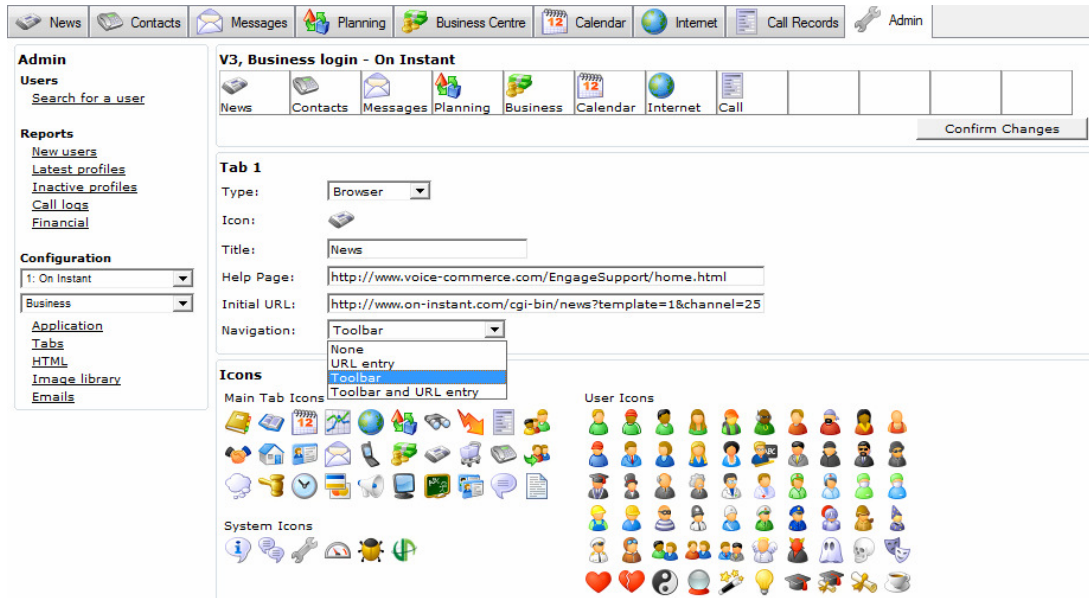 News Contacts Messages Planning Business Centre 12 Calendar Internet Call Records Admin
Admin
Users
Search for a user
Reports
New users
Latest profiles
Inactive profiles
Call logs
Financial
Configuration
1: On Instant
Business
Application
Tabs
HTML
Image library
Emails
V3, Business login - On Instant
12
News Contacts Messages Planning Business Calendar Internet Call
Confirm Changes
Tab 1
Type: Browser
Icon:
Title: News
Help Page: http://www.voice-commerce.com/EngageSupport/home.html
Initial URL: http://www.on-instant.com/cgi-bin/news?template=1&channel=25
Navigation: Toolbar
None
URL entry
Toolbar
Toolbar and URL entry
Icons
Main Tab Icons
12
System Icons
User Icons